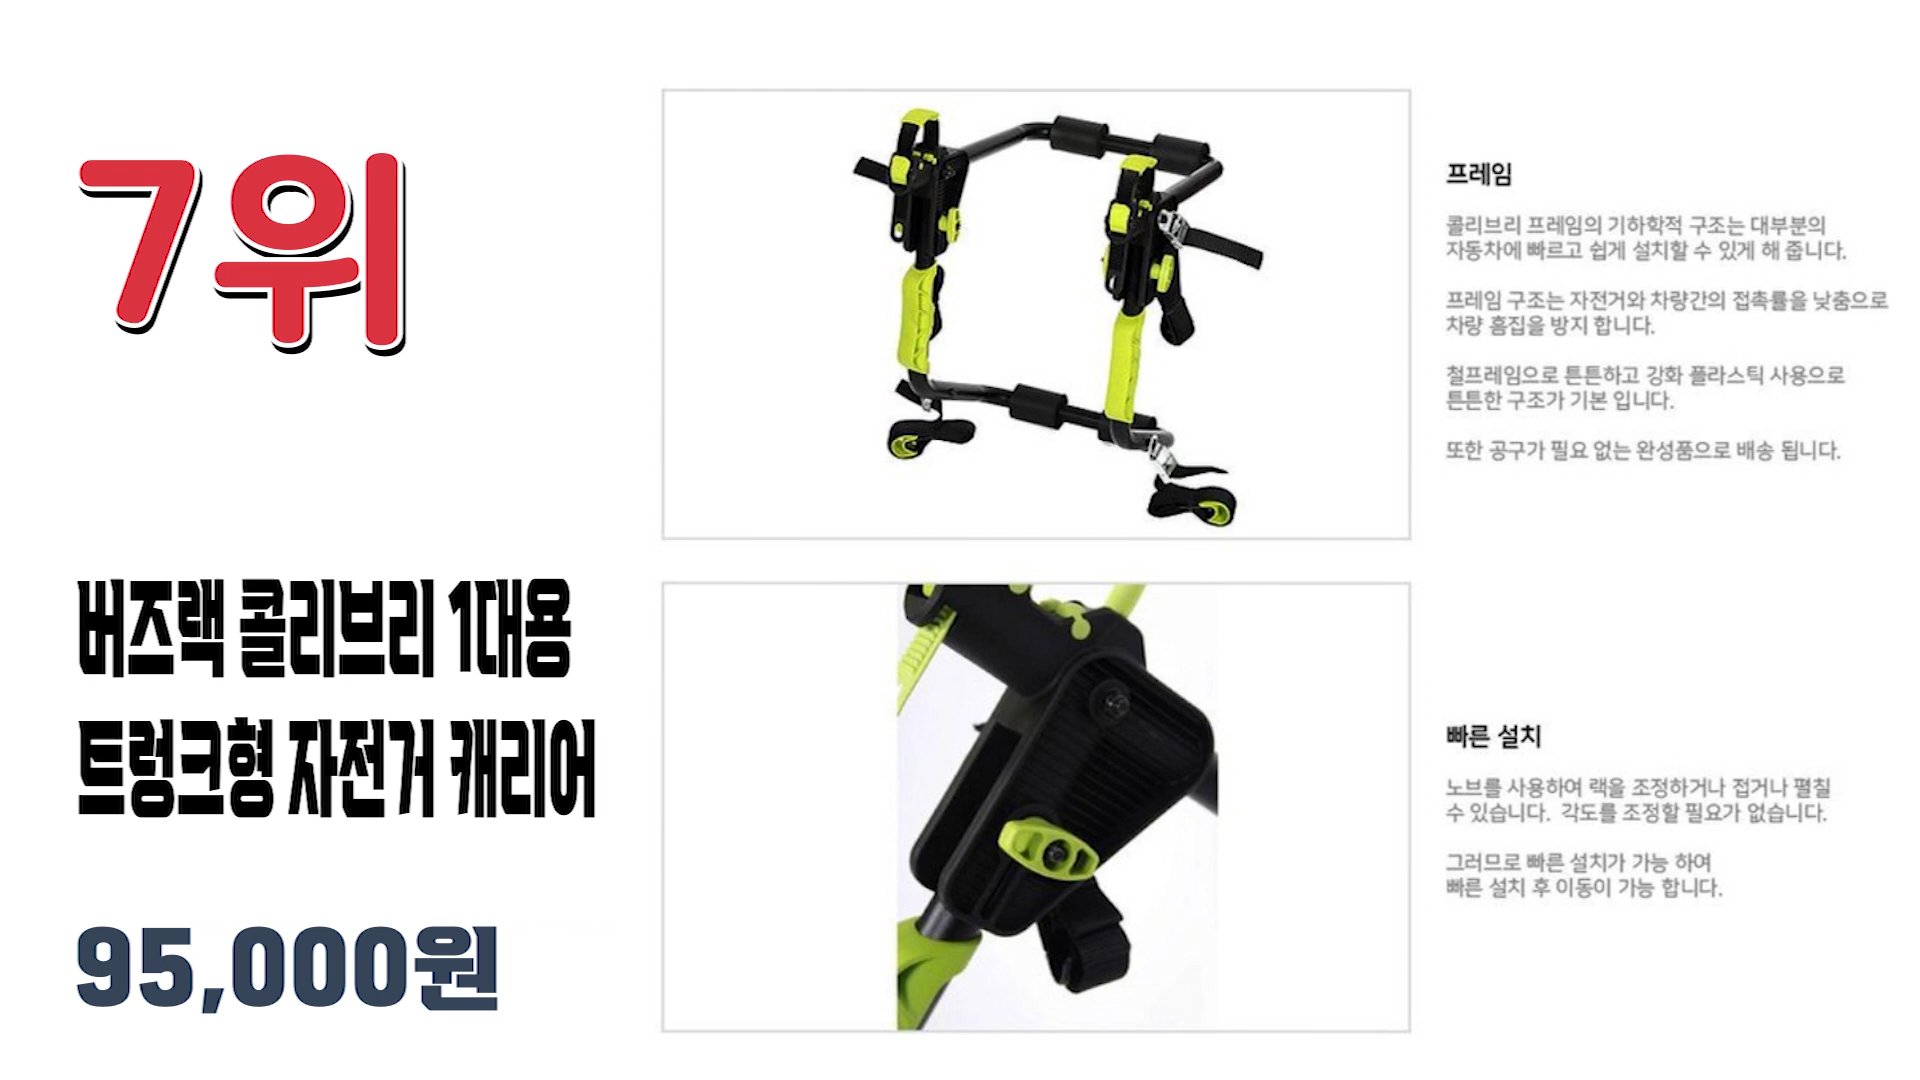 7위
버즈랙 콜리브리 1대용
트렁크형 자전거 캐리어
95,000원
프레임
콜리브리 프레임의 기하학적 구조는 대부분의
자동차에 빠르고 쉽게 설치할 수 있게 해 줍니다.
프레임 구조는 자전거와 차량간의 접촉률을 낮춤으로
차량 흠집을 방지 합니다.
철프레임으로 튼튼하고 강화 플라스틱 사용으로
튼튼한 구조가 기본 입니다.
또한 공구가 필요 없는 완성품으로 배송 됩니다.
빠른 설치
노브를 사용하여 랙을 조정하거나 접거나 펼칠
수 있습니다. 각도를 조정할 필요가 없습니다.
그러므로 빠른 설치가 가능 하여
빠른 설치 후 이동이 가능 합니다.